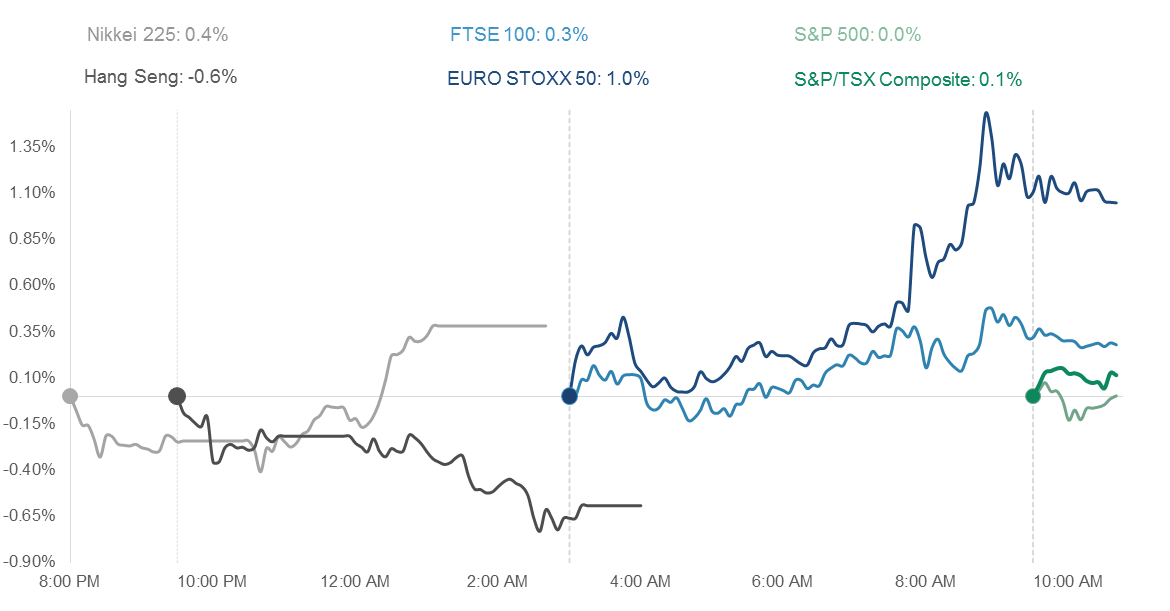 Nikkei 225: 0.4%
FTSE 100: 0.3%
S&P 500: 0.0%
Hang Seng: -0.6%
EURO STOXX 50: 1.0%
S&P/TSX Composite: 0.1%
1.35%
1.10%
0.85%
0.60%
0.35%
0.10%
-0.15%
-0.40%
-0.65%
-0.90%
8:00 PM
10:00 PM
12:00 AM
2:00 AM
4:00 AM
6:00 AM
8:00 AM
10:00 AM